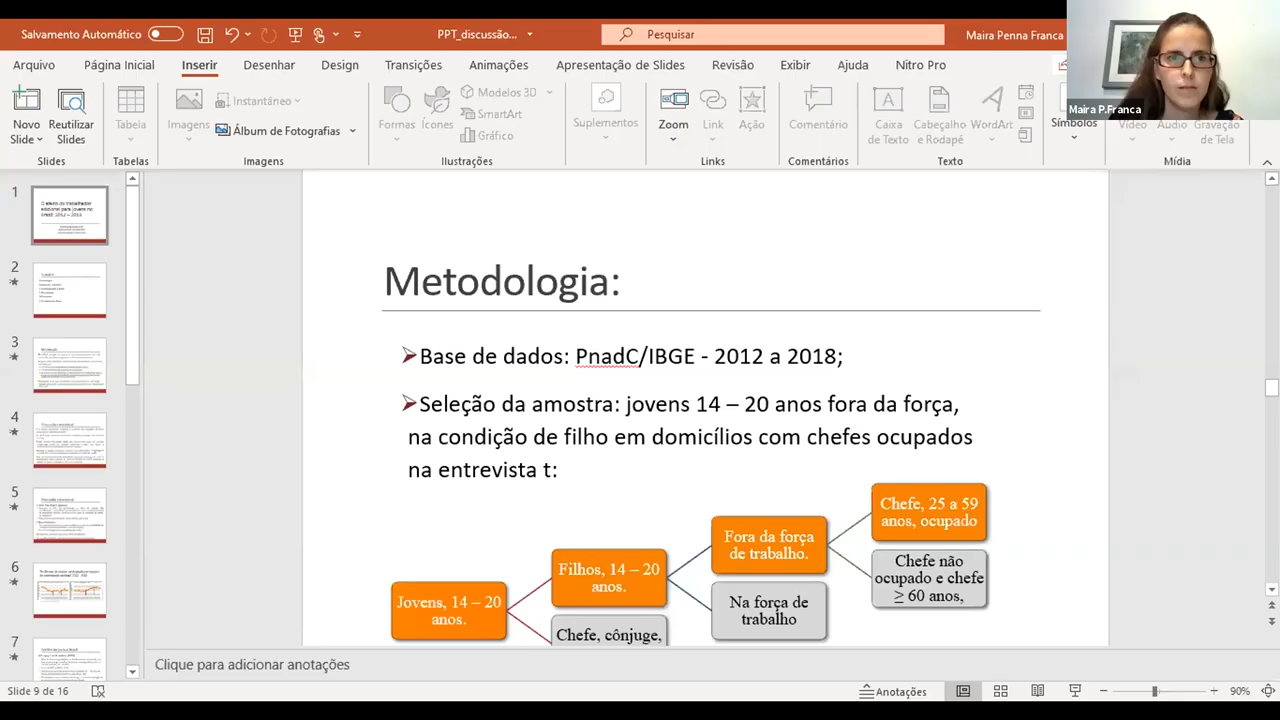 Salvamento Automático
PPT_discussão...
Pesquisar
Maira Penna Franca
Arquivo
Página Inicial
Inserir
Desenhar
Design
Transições
Animações
Apresentação de Slides
Revisão
Exibir
Ajuda
Nitro Pro
Maira P.Franca
Novo
Slide
Reutilizar
Slides
Tabela
Imagens
Instantâneo
Álbum de Fotografias
Formas
Ícones
Modelos 3D
SmartArt
Gráfico
Suplementos
Zoom
Link
Ação
Comentário
Caixa
de Texto
Cabeçalho
e Rodapé
WordArt
Símbolos
Vídeo
Áudio
Gravação
de Tela
Slides
Tabelas
Imagens
Ilustrações
Links
Comentários
Texto
Mídia
1
2
3
4
5
6
7
Metodologia:
Base de dados: PnadC/IBGE - 2012 a 2018;
Seleção da amostra: jovens 14 – 20 anos fora da força,
na condição de filho em domicílios com chefes ocupados
na entrevista t:
Jovens, 14 – 20
anos.
Filhos, 14 – 20
anos.
Chefe, cônjuge,
Fora da força
de trabalho.
Na força de
trabalho
Chefe, 25 a 59
anos, ocupado
Chefe não
ocupado e chefe
≥ 60 anos,
Clique para adicionar anotações
Slide 9 de 16
Anotações
90%